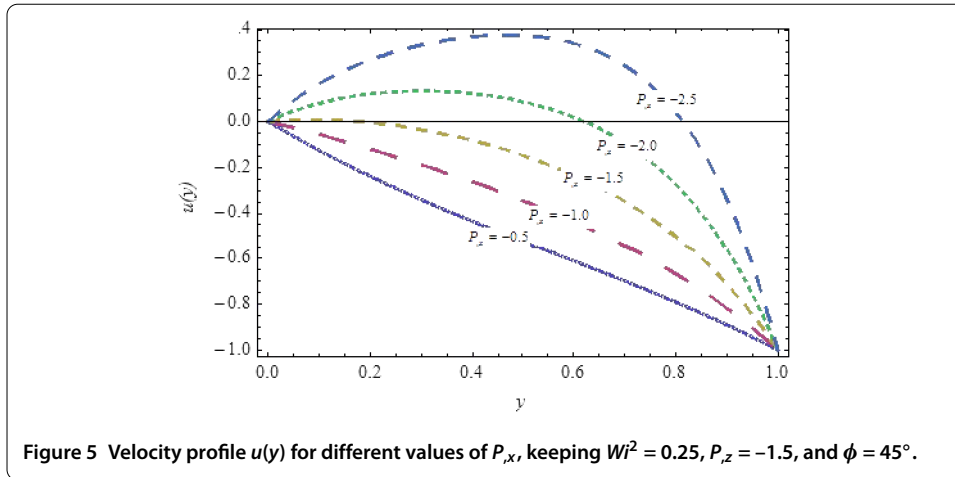 .4
0.2
0.0
−0.2
−0.4
−0.6
−0.8
−1.0
u(y)
P,x = −2.5
P,x = −2.0
P,x = −1.5
P,x = −1.0
P,x = −0.5
0.0 0.2 0.4 0.6 0.8 1.0
y
Figure 5 Velocity profile u(y) for different values of P,x, keeping Wi² = 0.25, P,z = –1.5, and ϕ = 45°.